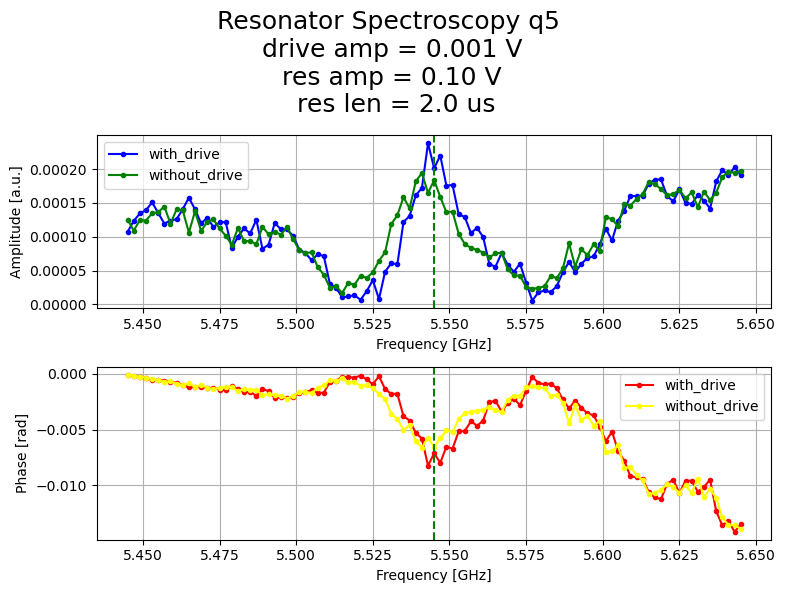 Resonator Spectroscopy q5
drive amp = 0.001 V
res amp = 0.10 V
res len = 2.0 us
Amplitude [a.u.]
0.00020
0.00015
0.00010
0.00005
0.00000
with_drive
without_drive
5.450 5.475 5.500 5.525 5.550 5.575 5.600 5.625 5.650
Frequency [GHz]
Phase [rad]
0.000
−0.005
−0.010
with_drive
without_drive
5.450 5.475 5.500 5.525 5.550 5.575 5.600 5.625 5.650
Frequency [GHz]